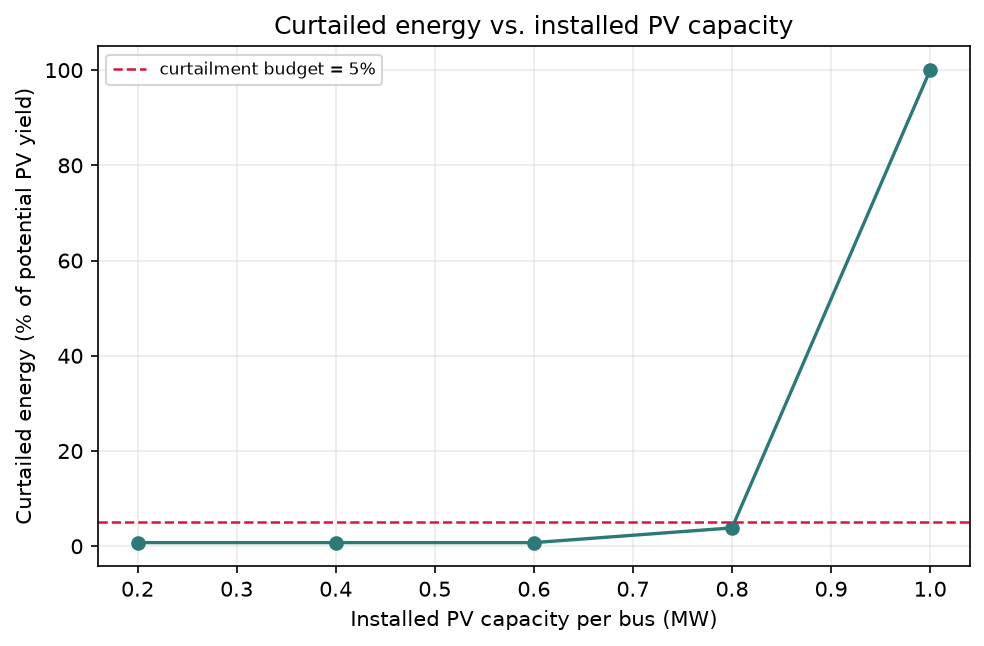 Curtailed energy vs. installed PV capacity
curtailment budget = 5%
Curtailed energy (% of potential PV yield)
100
80
60
40
20
0
0.2 0.3 0.4 0.5 0.6 0.7 0.8 0.9 1.0
Installed PV capacity per bus (MW)